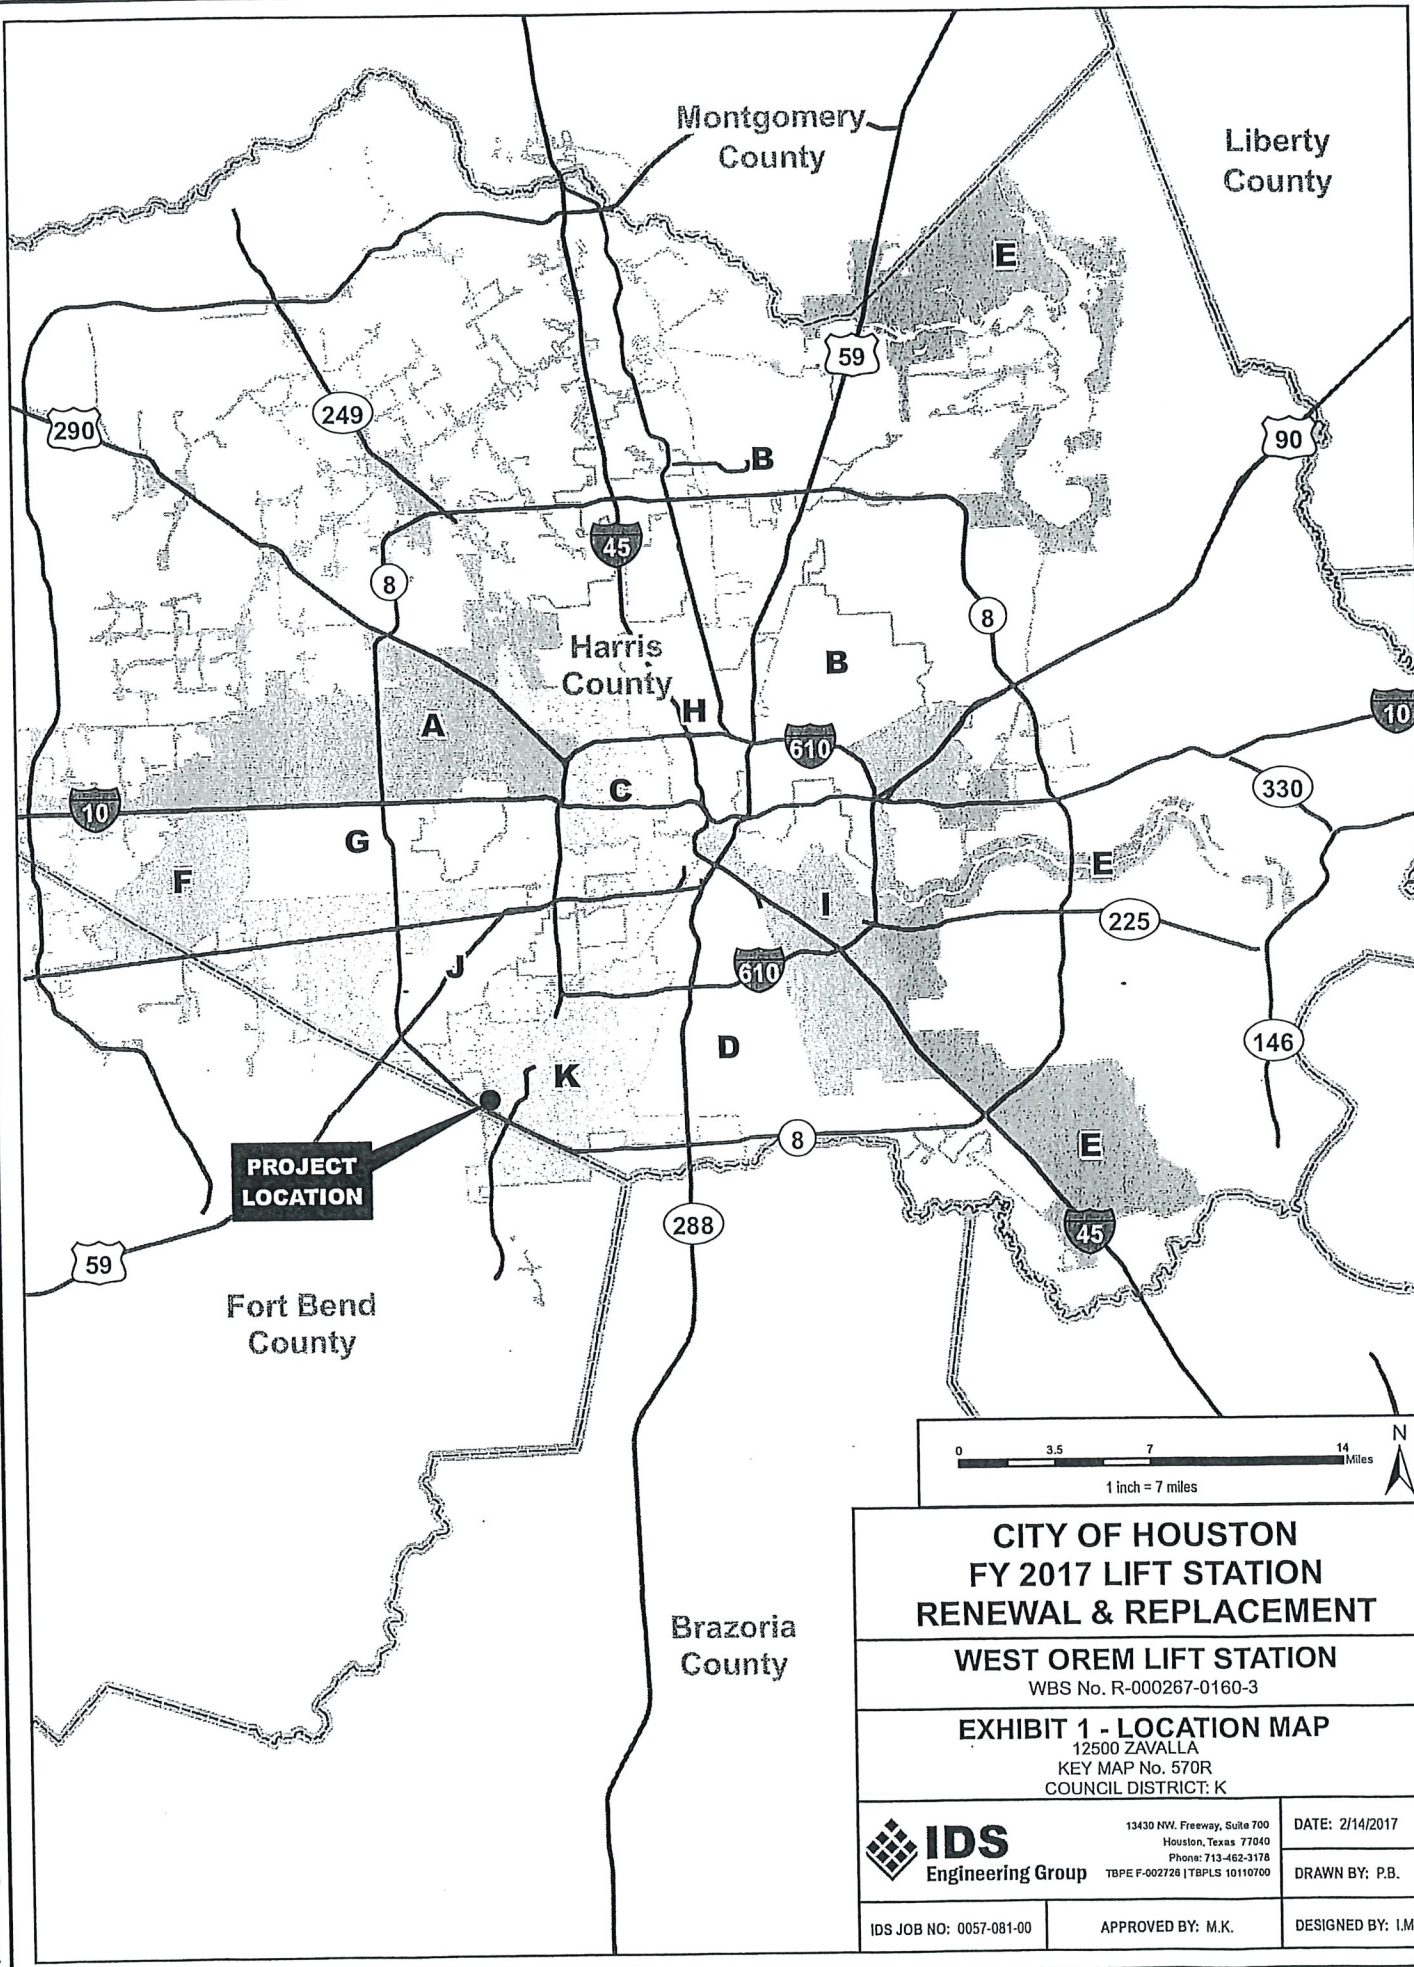 Montgomery
County
Liberty
County
E
59
249
290
90
B
45
8
8
Harris
County
B
H
A
610
10
C
330
10
G
E
F
I
225
J
610
D
146
K
8
E
PROJECT
LOCATION
288
45
59
Fort Bend
County
0 3.5 7 14
Miles
N
1 inch = 7 miles
CITY OF HOUSTON
FY 2017 LIFT STATION
RENEWAL & REPLACEMENT
Brazoria
County
WEST OREM LIFT STATION
WBS No. R-000267-0160-3
EXHIBIT 1 - LOCATION MAP
12500 ZAVALLA
KEY MAP No. 570R
COUNCIL DISTRICT: K
IDS
Engineering Group
13430 NW. Freeway, Suite 700
Houston, Texas 77040
Phone: 713-462-3178
TBPE F-002726 | TBPLS 10110700
DATE: 2/14/2017
DRAWN BY: P.B.
IDS JOB NO: 0057-081-00
APPROVED BY: M.K.
DESIGNED BY: I.M